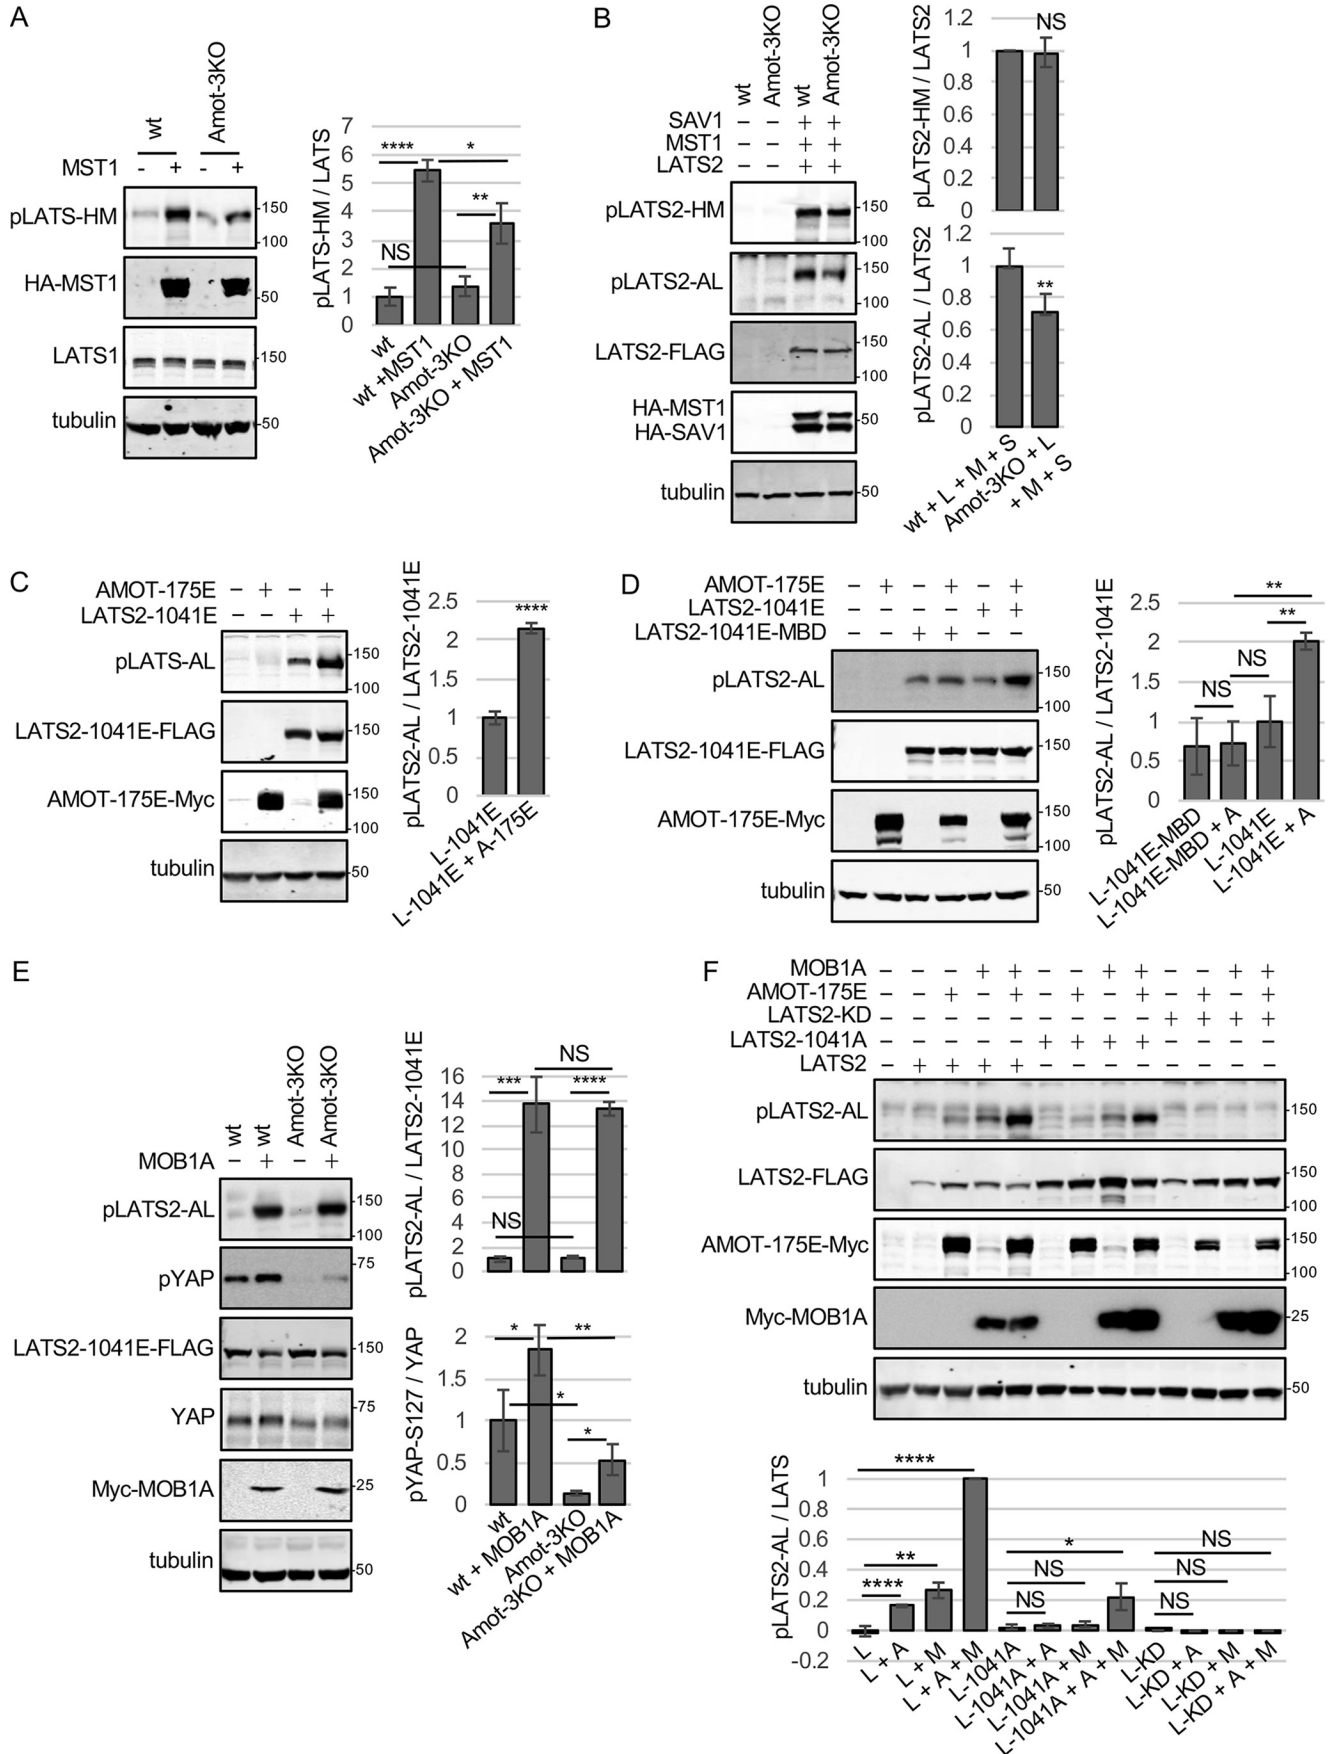 A
wt
Amot-3KO
MST1 - + - +
pLATS-HM
150
100
HA-MST1
50
LATS1
150
tubulin
50
pLATS-HM / LATS
7
6
5
4
3
2
1
0
****
*
**
NS
wt
wt +MST1
Amot-3KO
Amot-3KO + MST1
B
wt
Amot-3KO
wt
Amot-3KO
SAV1 – – + +
MST1 – – + +
LATS2 – – + +
pLATS2-HM
150
100
pLATS2-AL
150
100
LATS2-FLAG
150
100
HA-MST1
HA-SAV1
50
tubulin
50
pLATS2-HM / LATS2
1.2
1
0.8
0.6
0.4
0.2
0
NS
pLATS2-AL / LATS2
1.2
1
0.8
0.6
0.4
0.2
0
**
wt + L + M + S
Amot-3KO + L
+ M + S
C
AMOT-175E – + – +
LATS2-1041E – – + +
pLATS-AL
150
100
LATS2-1041E-FLAG
150
AMOT-175E-Myc
150
100
tubulin
50
pLATS2-AL / LATS2-1041E
2.5
2
1.5
1
0.5
0
****
L-1041E
L-1041E + A-175E
D
AMOT-175E – + – + – +
LATS2-1041E – – – – + +
LATS2-1041E-MBD – – + + – –
pLATS2-AL
150
100
LATS2-1041E-FLAG
150
AMOT-175E-Myc
150
100
tubulin
50
pLATS2-AL / LATS2-1041E
2.5
2
1.5
1
0.5
0
**
**
NS
NS
L-1041E-MBD
L-1041E-MBD + A
L-1041E
L-1041E + A
E
wt
wt
Amot-3KO
Amot-3KO
MOB1A – + – +
pLATS2-AL
150
100
pYAP
75
LATS2-1041E-FLAG
150
YAP
75
Myc-MOB1A
25
tubulin
50
pLATS2-AL / LATS2-1041E
16
14
12
10
8
6
4
2
0
NS
***
****
NS
pYAP-S127 / YAP
2
1.5
1
0.5
0
*
**
*
*
wt
wt + MOB1A
Amot-3KO
Amot-3KO + MOB1A
F
MOB1A – – – + + – – + + – – + +
AMOT-175E – – + – + – + – + – + – +
LATS2-KD – – – – – – – – – + + + +
LATS2-1041A – – – – – + + + + – – – –
LATS2 – + + + + – – – – – – – –
pLATS2-AL
150
LATS2-FLAG
150
100
AMOT-175E-Myc
150
100
Myc-MOB1A
25
tubulin
50
pLATS2-AL / LATS
1
0.8
0.6
0.4
0.2
0
-0.2
****
**
****
*
NS
NS
NS
NS
NS
L
L + A
L + M
L + A + M
L-1041A
L-1041A + A
L-1041A + M
L-1041A + A + M
L-KD
L-KD + A
L-KD + M
L-KD + A + M